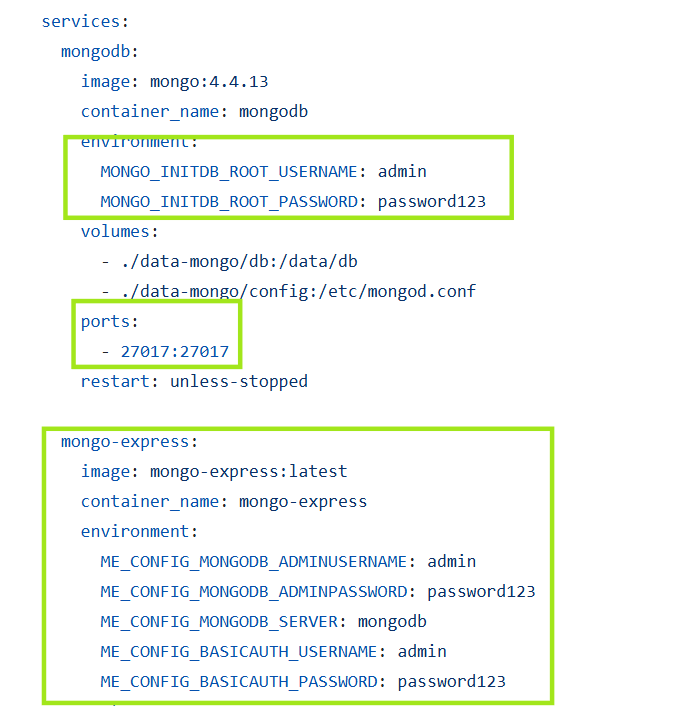 services:
  mongodb:
    image: mongo:4.4.13
    container_name: mongodb
    environment:
      MONGO_INITDB_ROOT_USERNAME: admin
      MONGO_INITDB_ROOT_PASSWORD: password123
    volumes:
      - ./data-mongo/db:/data/db
      - ./data-mongo/config:/etc/mongod.conf
    ports:
      - 27017:27017
    restart: unless-stopped
  mongo-express:
    image: mongo-express:latest
    container_name: mongo-express
    environment:
      ME_CONFIG_MONGODB_ADMINUSERNAME: admin
      ME_CONFIG_MONGODB_ADMINPASSWORD: password123
      ME_CONFIG_MONGODB_SERVER: mongodb
      ME_CONFIG_BASICAUTH_USERNAME: admin
      ME_CONFIG_BASICAUTH_PASSWORD: password123